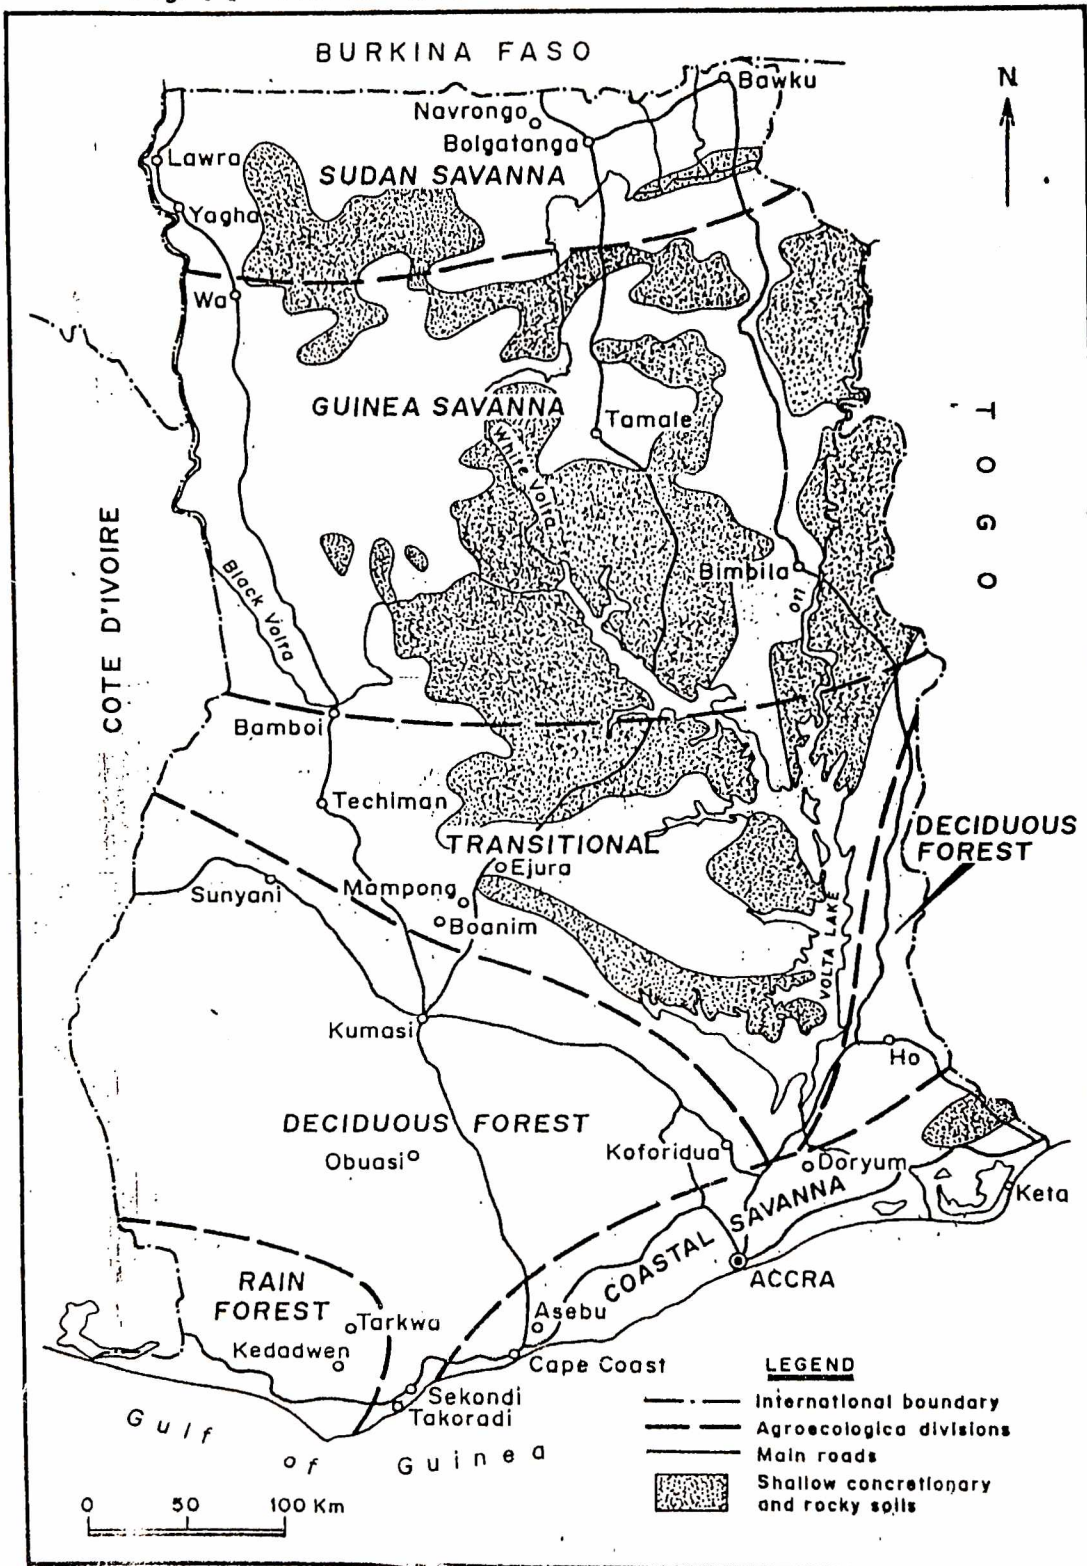 BURKINA FASO
N
Bawku
Navrongo
Bolgatanga
Lawra
SUDAN SAVANNA
Yagha
Wa
GUINEA SAVANNA
Tamale
White Volta
TOGO
COTE D'IVOIRE
Black Volta
Bimbila
Oti
Bamboi
Techiman
TRANSITIONAL
DECIDUOUS
FOREST
Ejura
Sunyani
Mampong
Boanim
VOLTA LAKE
Kumasi
Ho
DECIDUOUS FOREST
Obuasi
Koforidua
Doryum
Keta
COASTAL SAVANNA
ACCRA
RAIN
FOREST
Tarkwa
Asebu
Kedadwen
Cape Coast
Sekondi
Takoradi
Gulf of Guinea
LEGEND
International boundary
Agroecologica divisions
Main roads
Shallow concretionary
and rocky soils
0 50 100 Km